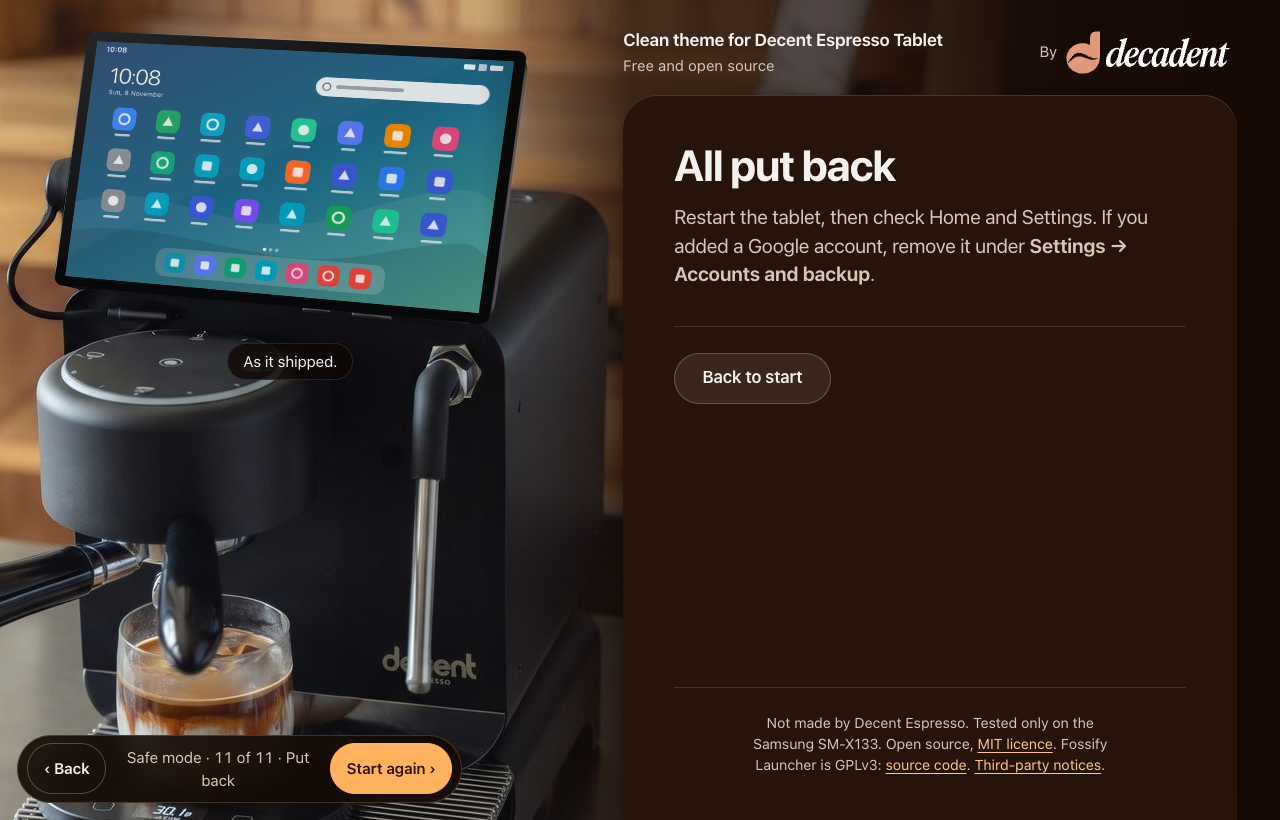 10:08
10:08
Sun, 8 November
As it shipped.
decent
30.1
‹ Back
Safe mode · 11 of 11 · Put
back
Start again ›
Clean theme for Decent Espresso Tablet
Free and open source
By decadent
All put back
Restart the tablet, then check Home and Settings. If you
added a Google account, remove it under Settings →
Accounts and backup.
Back to start
Not made by Decent Espresso. Tested only on the
Samsung SM-X133. Open source, MIT licence. Fossify
Launcher is GPLv3: source code. Third-party notices.